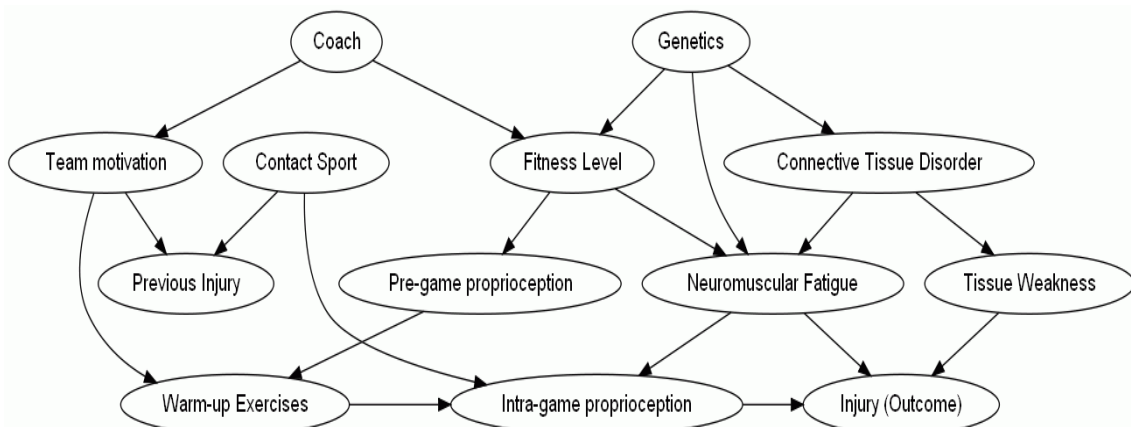 Coach
Genetics
Team motivation
Contact Sport
Fitness Level
Connective Tissue Disorder
Previous Injury
Pre-game proprioception
Neuromuscular Fatigue
Tissue Weakness
Warm-up Exercises
Intra-game proprioception
Injury (Outcome)